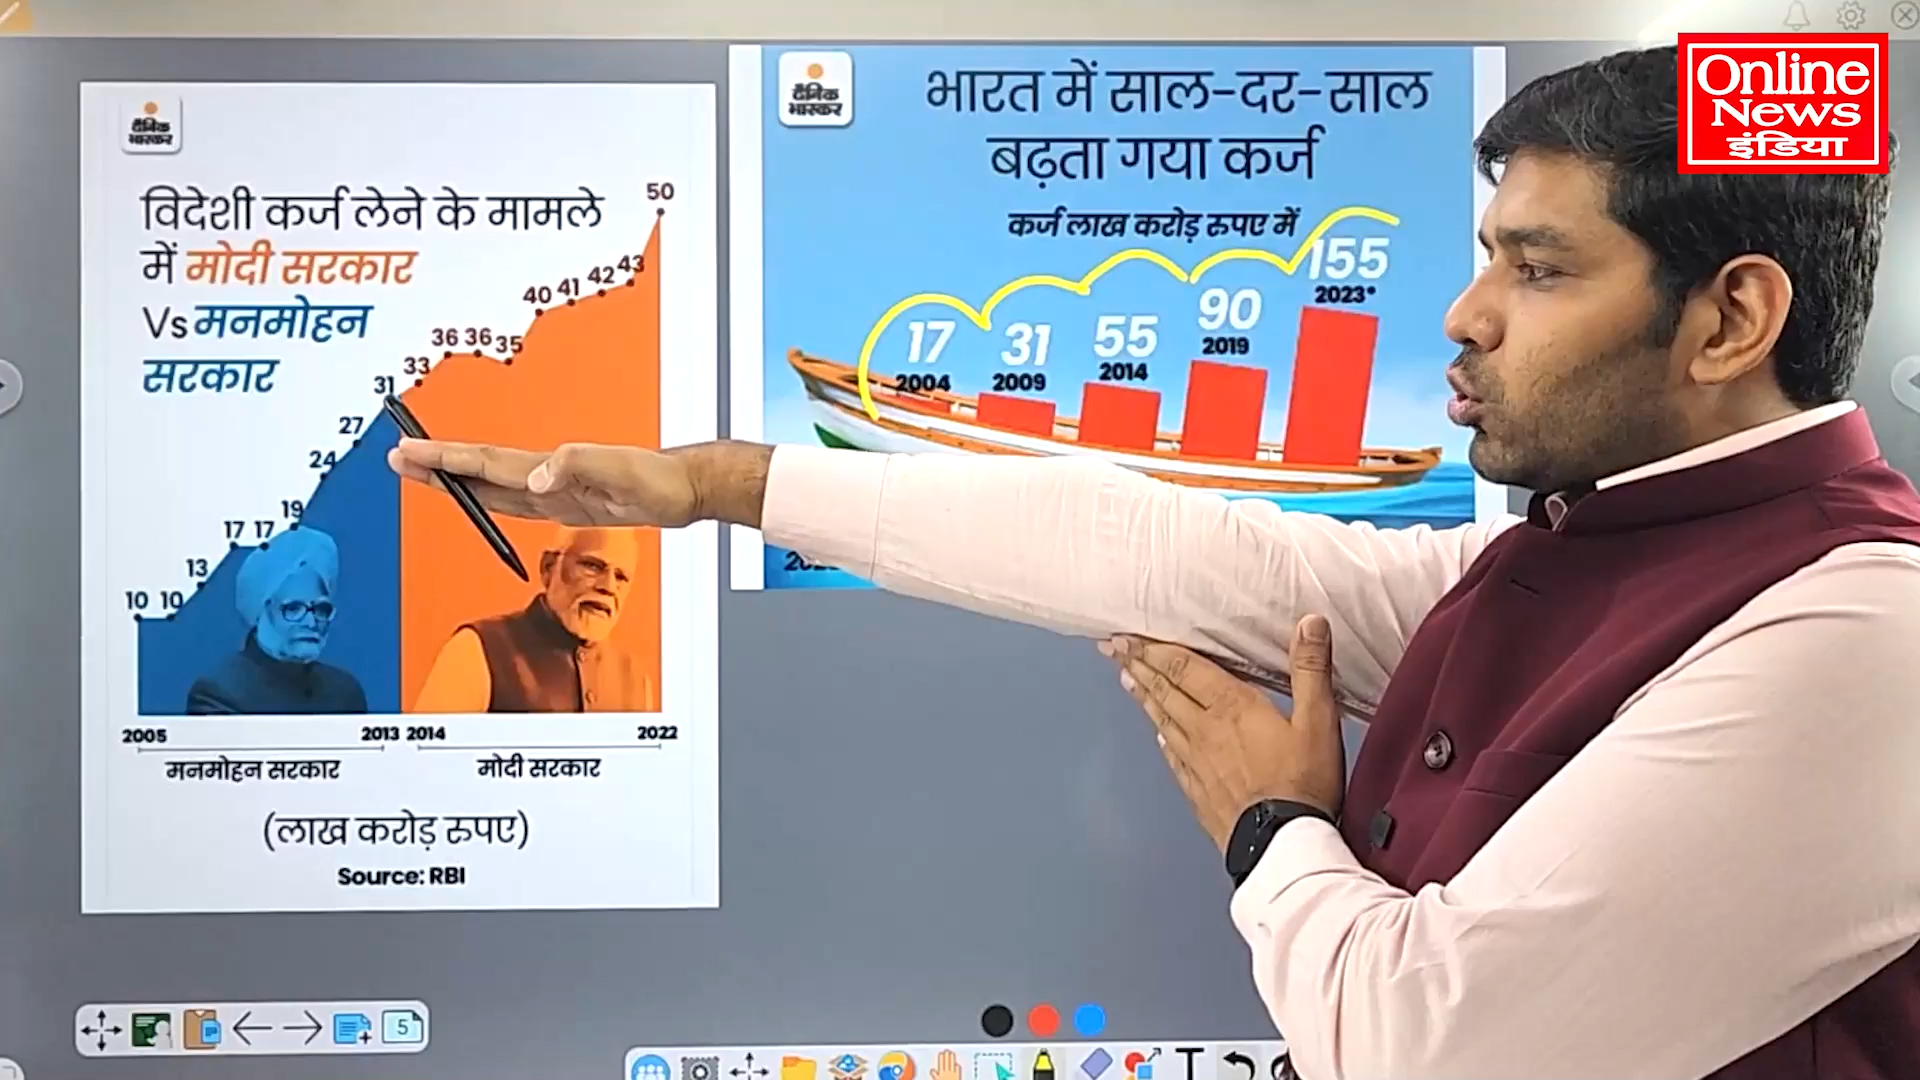 दैनिक
भास्कर
विदेशी कर्ज लेने के मामले
में मोदी सरकार
Vs मनमोहन
सरकार
10
10
13
17
17
19
24
27
31
33
36
36
35
40
41
42
43
50
2005
2013
2014
2022
मनमोहन सरकार
मोदी सरकार
(लाख करोड़ रुपए)
Source: RBI
दैनिक
भास्कर
भारत में साल-दर-साल
बढ़ता गया कर्ज
कर्ज लाख करोड़ रुपए में
17
2004
31
2009
55
2014
90
2019
155
2023*
Online
News
इंडिया
5
T